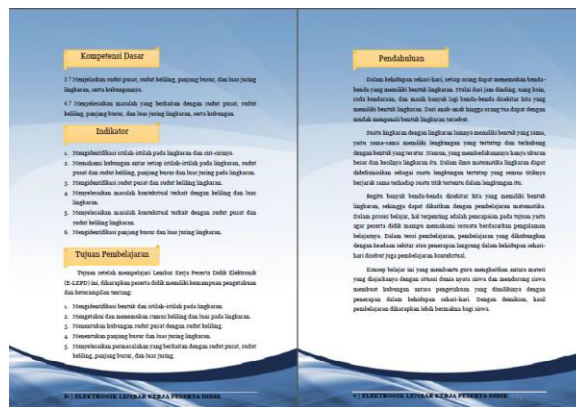 Kompetensi Dasar
3.7 Menjelaskan sudut pusat, sudut keliling, panjang busur, dan luas juring
lingkaran, serta hubungannya.
4.7 Menyelesaikan masalah yang berkaitan dengan sudut pusat, sudut
keliling, panjang busur, dan luas juring lingkaran, serta hubungannya.
Indikator
1. Mengidentifikasi istilah-istilah pada lingkaran dan ciri-cirinya.
2. Memahami hubungan antar setiap istilah-istilah pada lingkaran, sudut
pusat dan sudut keliling, panjang busur dan luas juring pada lingkaran.
3. Mengidentifikasi sudut pusat dan sudut keliling lingkaran.
4. Menyelesaikan masalah kontekstual terkait dengan keliling dan luas
lingkaran.
5. Menyelesaikan masalah kontekstual terkait dengan sudut pusat dan
sudut keliling lingkaran.
6. Mengidentifikasi panjang busur dan luas juring lingkaran.
Tujuan Pembelajaran
Tujuan setelah mempelajari Lembar Kerja Peserta Didik Elektronik
(E-LKPD) ini, diharapkan peserta didik memiliki kemampuan pengetahuan
dan keterampilan tentang:
1. Mengidentifikasi bentuk dan istilah-istilah pada lingkaran.
2. Mengetahui dan menemukan rumus keliling dan luas pada lingkaran.
3. Menentukan hubungan sudut pusat dengan sudut keliling.
4. Menentukan panjang busur dan luas juring lingkaran.
5. Menyelesaikan permasalahan yang berkaitan dengan sudut pusat, sudut
keliling, panjang busur, dan luas juring.
iv | ELEKTRONIK LEMBAR KERJA PESERTA DIDIK
Pendahuluan
Dalam kehidupan sehari-hari, setiap orang dapat menemukan benda-
benda yang memiliki bentuk lingkaran. Mulai dari jam dinding, uang koin,
roda kendaraan, dan masih banyak lagi benda-benda disekitar kita yang
memiliki bentuk lingkaran. Dari anak-anak hingga orang tua dapat dengan
mudah mengenali bentuk lingkaran tersebut.
Suatu lingkaran dengan lingkaran lainnya memiliki bentuk yang sama,
yaitu sama-sama memiliki lengkungan yang tertutup dan terhubung
dengan bentuk yang teratur. Namun, yang membedakannya hanya ukuran
besar dan kecilnya lingkaran itu. Dalam ilmu matematika lingkaran dapat
didefinisikan sebagai suatu lengkungan tertutup yang semua titiknya
berjarak sama terhadap suatu titik tertentu dalam lengkungan itu.
Begitu banyak benda-benda disekitar kita yang memiliki bentuk
lingkaran, sehingga dapat dikaitkan dengan pembelajaran matematika.
Dalam proses belajar, hal terpenting adalah pencapaian pada tujuan yaitu
agar peserta didik mampu memahami sesuatu berdasarkan pengalaman
belajarnya. Dalam teori pembelajaran, pembelajaran yang dihubungkan
dengan keadaan sekitar atau penerapan langsung dalam kehidupan sehari-
hari disebut juga pembelajaran kontekstual.
Konsep belajar ini yang membantu guru mengkaitkan antara materi
yang diajarkannya dengan situasi dunia nyata siswa dan mendorong siswa
membuat hubungan antara pengetahuan yang dimilikinya dengan
penerapan dalam kehidupan sehari-hari. Dengan demikian, hasil
pembelajaran diharapkan lebih bermakna bagi siswa.
v | ELEKTRONIK LEMBAR KERJA PESERTA DIDIK